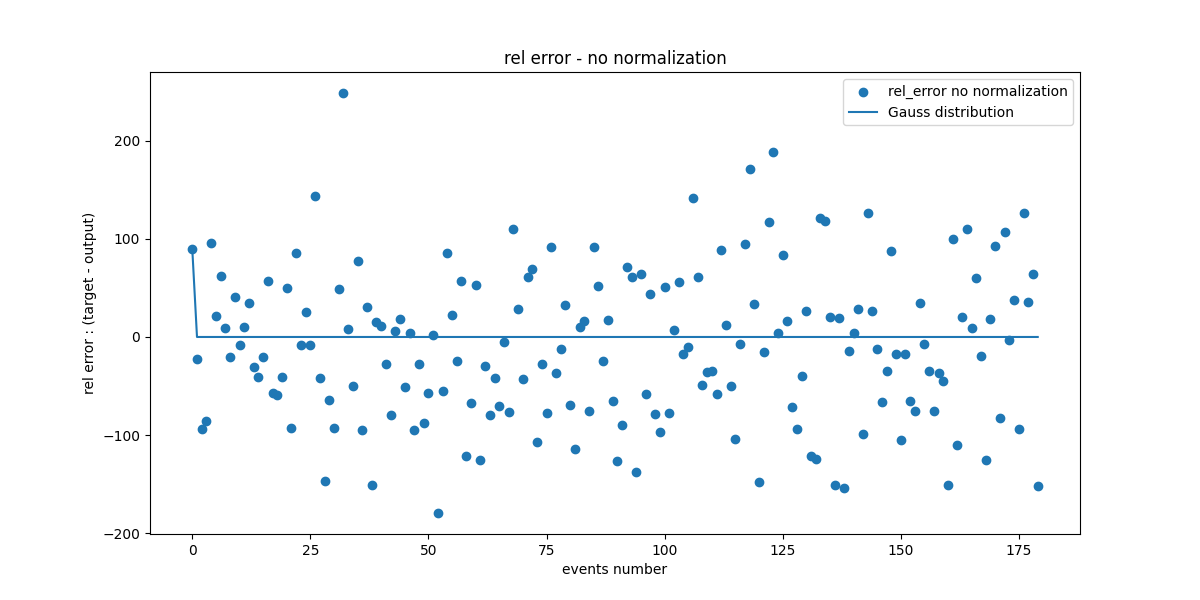 rel error - no normalization
rel_error no normalization
Gauss distribution
rel error : (target - output)
200
100
0
−100
−200
0 25 50 75 100 125 150 175
events number